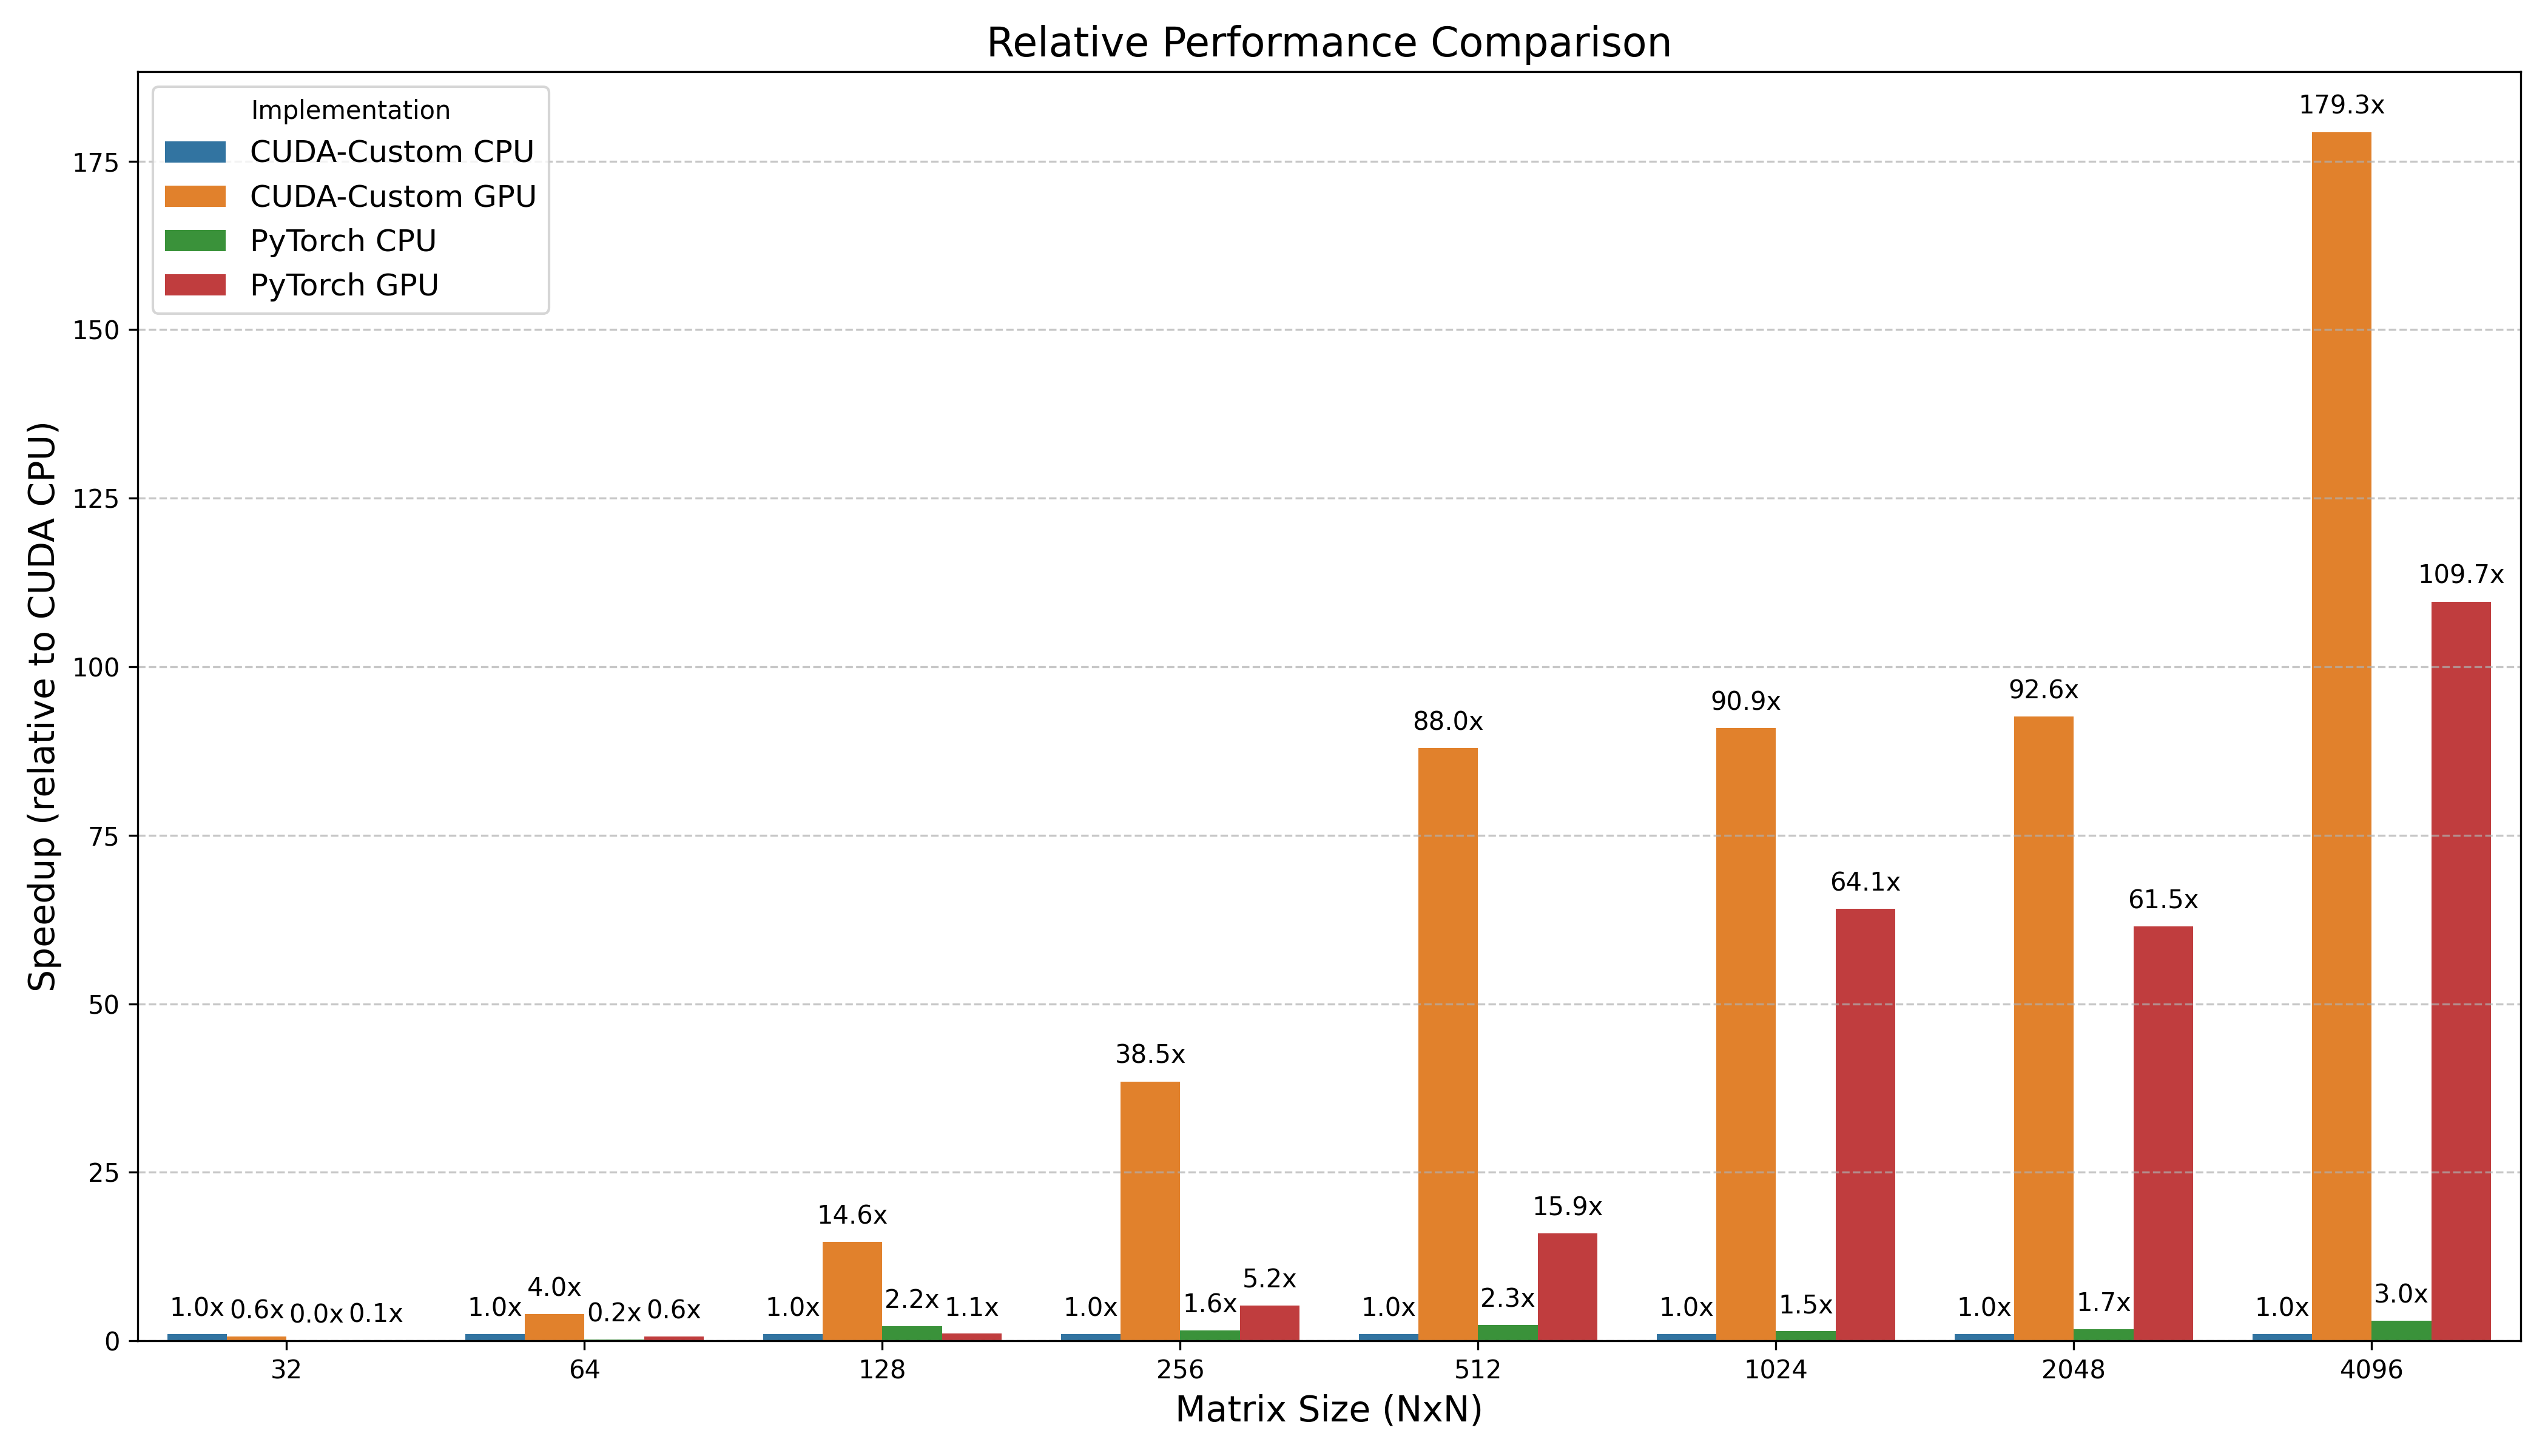 Relative Performance Comparison
Implementation
CUDA-Custom CPU
CUDA-Custom GPU
PyTorch CPU
PyTorch GPU
Speedup (relative to CUDA CPU)
175
150
125
100
75
50
25
0
1.0x 0.6x 0.0x 0.1x
1.0x 4.0x 0.2x 0.6x
1.0x 14.6x 2.2x 1.1x
1.0x 38.5x 1.6x 5.2x
1.0x 88.0x 2.3x 15.9x
1.0x 90.9x 1.5x 64.1x
1.0x 92.6x 1.7x 61.5x
1.0x 179.3x 3.0x 109.7x
32 64 128 256 512 1024 2048 4096
Matrix Size (NxN)